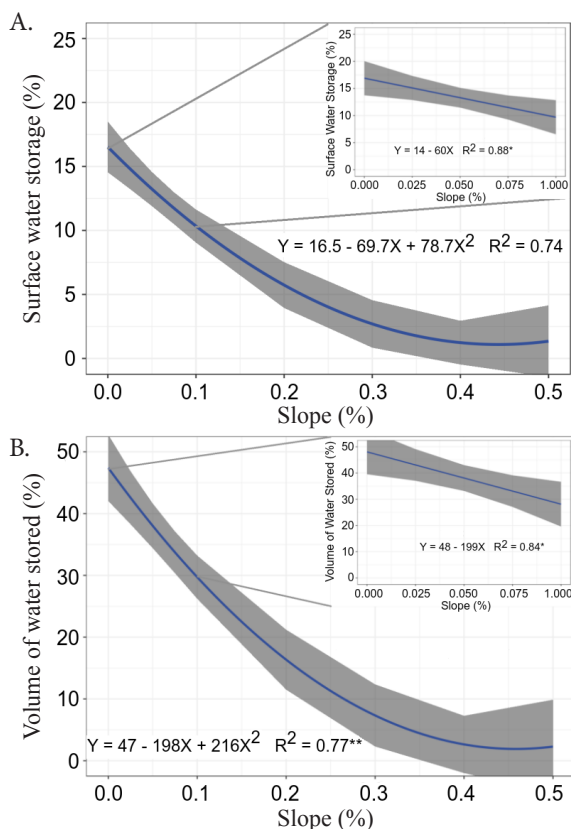 A.
Surface water storage (%)
25
20
15
10
5
0
0.0 0.1 0.2 0.3 0.4 0.5
Slope (%)
Y = 16.5 - 69.7X + 78.7X² R² = 0.74
Surface Water Storage (%)
25
20
15
10
5
0
Y = 14 - 60X R² = 0.88*
0.000 0.025 0.050 0.075 1.000
Slope (%)
B.
Volume of water stored (%)
50
40
30
20
10
0
Y = 47 - 198X + 216X² R² = 0.77**
0.0 0.1 0.2 0.3 0.4 0.5
Slope (%)
Volume of Water Stored (%)
50
40
30
20
10
0
Y = 48 - 199X R² = 0.84*
0.000 0.025 0.050 0.075 1.000
Slope (%)